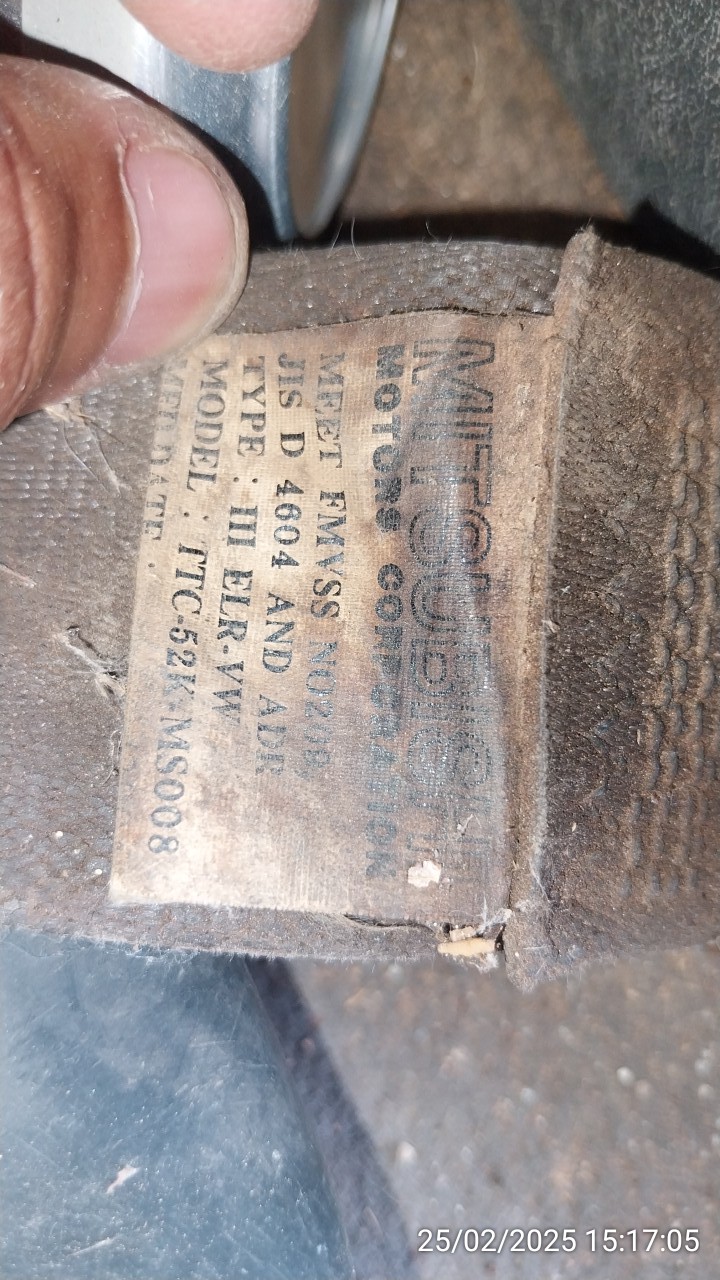 MITSUBISHI
MOTORS CORPORATION
MEET FMVSS NO209,
JIS D 4604 AND ADR
TYPE : III ELR-VW
MODEL : TTC-52K-MS008
DATE :
25/02/2025 15:17:05